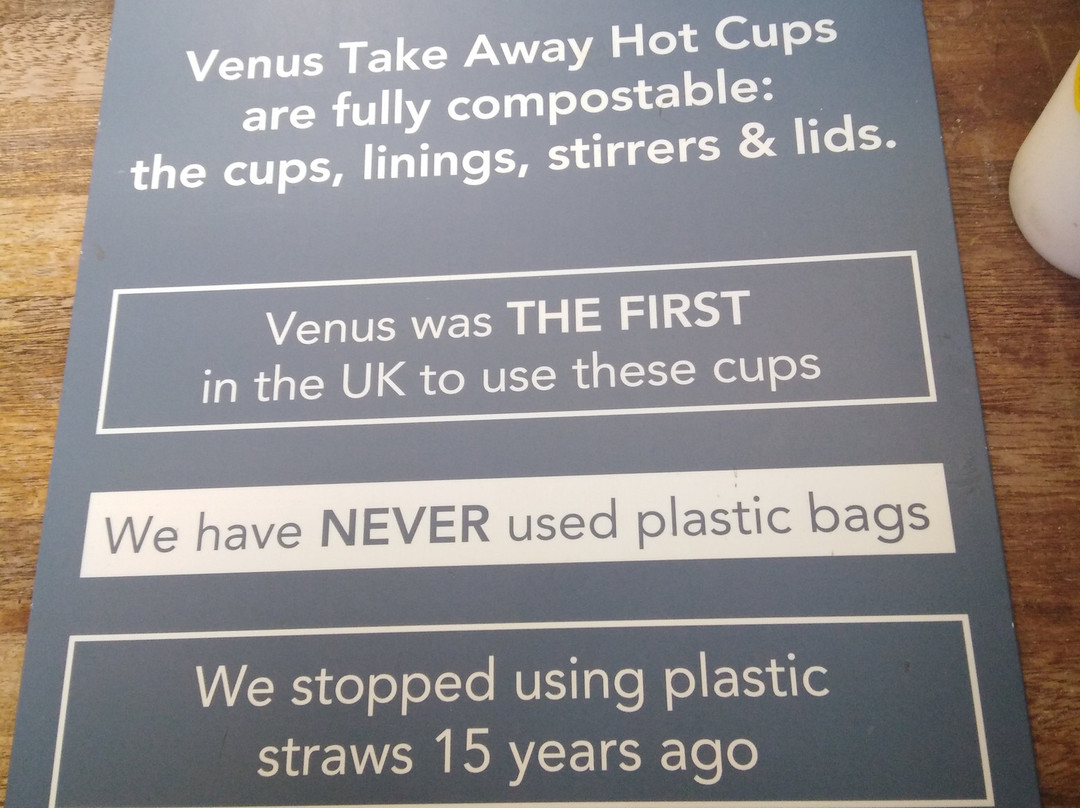 Venus Take Away Hot Cups
are fully compostable:
the cups, linings, stirrers & lids.
Venus was THE FIRST
in the UK to use these cups
We have NEVER used plastic bags
We stopped using plastic
straws 15 years ago